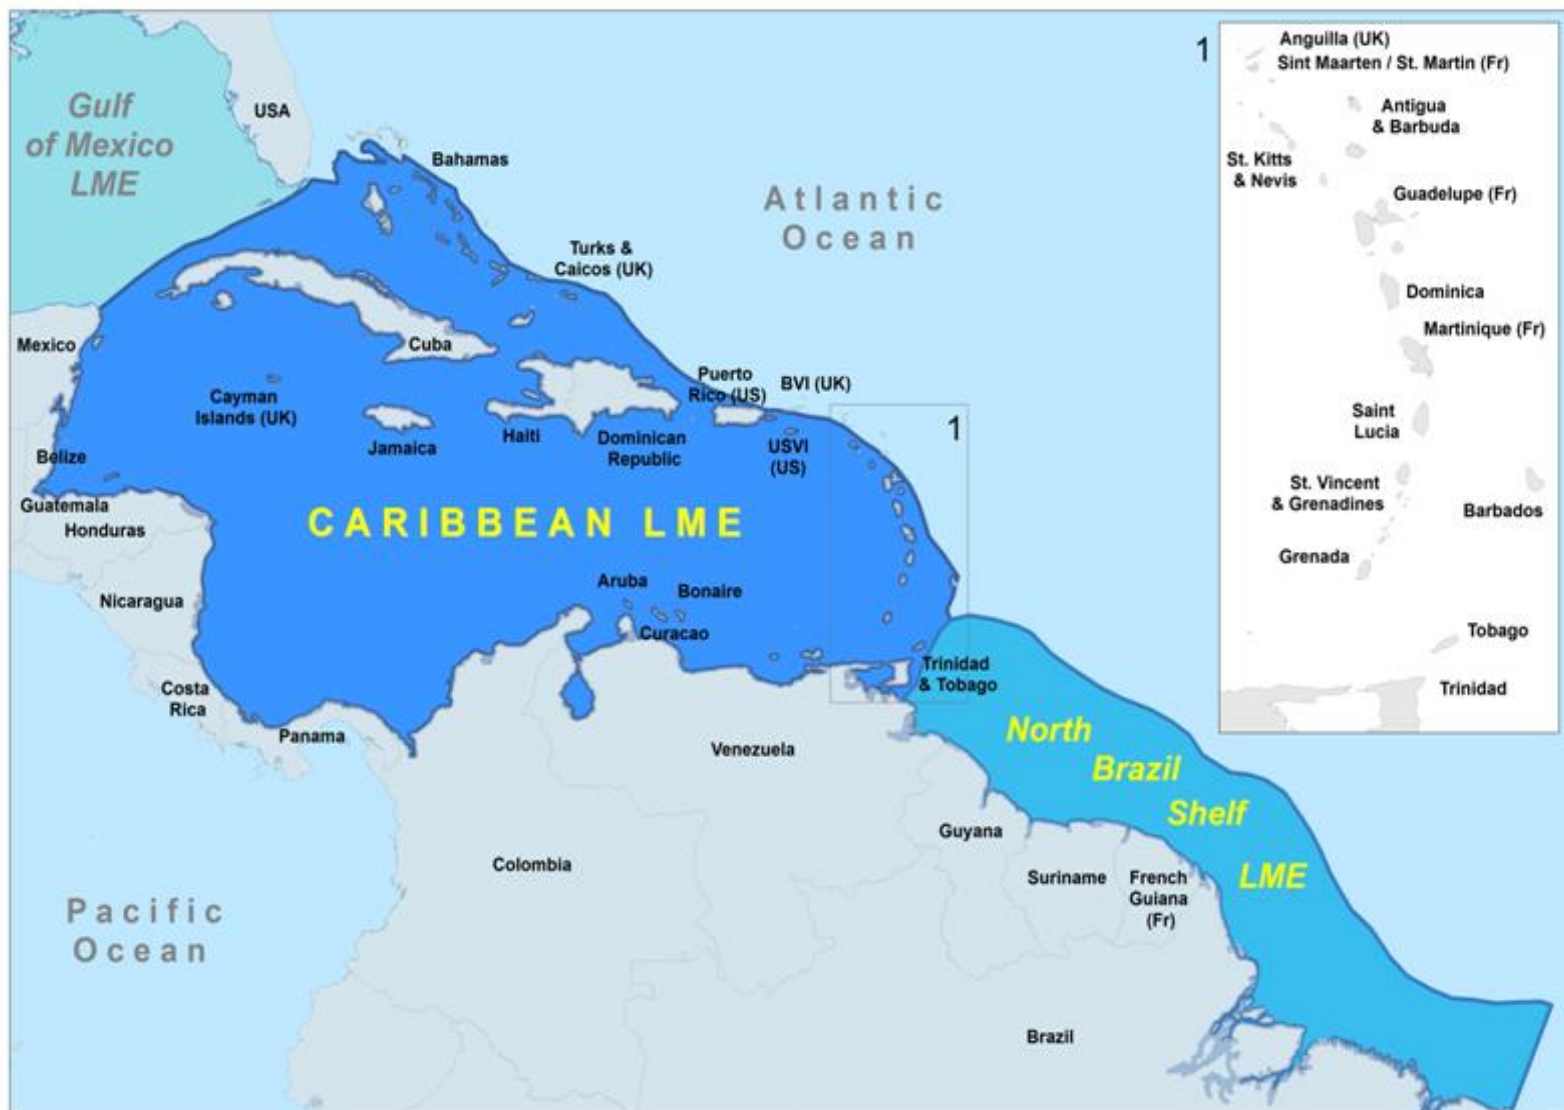 Gulf
of Mexico
LME
USA
Bahamas
Atlantic
Ocean
Turks &
Caicos (UK)
Mexico
Cuba
Cayman
Islands (UK)
Jamaica
Haiti
Dominican
Republic
Puerto
Rico (US)
BVI (UK)
USVI
(US)
1
Belize
Guatemala
Honduras
CARIBBEAN LME
Nicaragua
Aruba
Bonaire
Curacao
Trinidad
& Tobago
Costa
Rica
Panama
Venezuela
Colombia
Guyana
Suriname
French
Guiana
(Fr)
Brazil
North
Brazil
Shelf
LME
Pacific
Ocean
1
Anguilla (UK)
Sint Maarten / St. Martin (Fr)
Antigua
& Barbuda
St. Kitts
& Nevis
Guadelupe (Fr)
Dominica
Martinique (Fr)
Saint
Lucia
St. Vincent
& Grenadines
Barbados
Grenada
Tobago
Trinidad